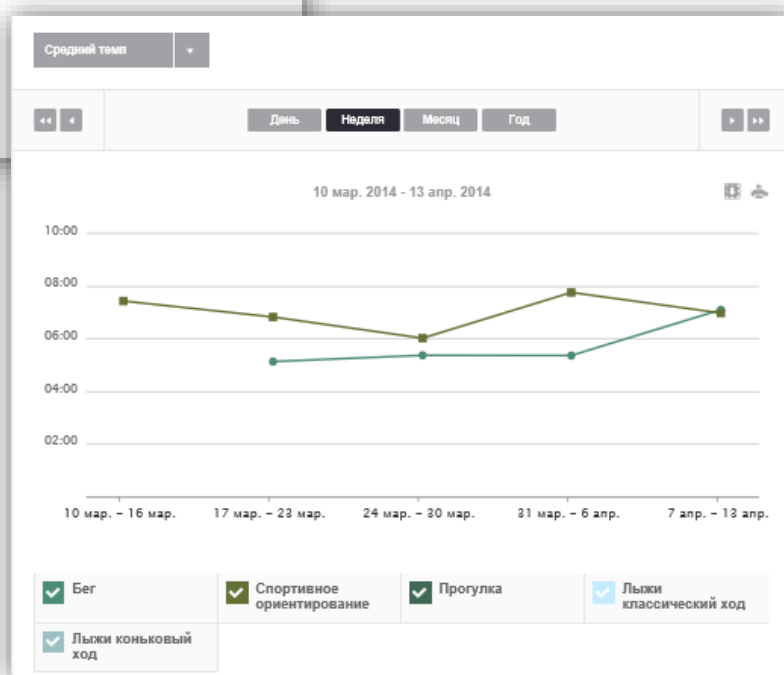 Средний темп
День Неделя Месяц Год
10 мар. 2014 - 13 апр. 2014
10:00
08:00
06:00
04:00
02:00
10 мар. – 16 мар. 17 мар. – 23 мар. 24 мар. – 30 мар. 31 мар. – 6 апр. 7 апр. – 13 апр.
Бег
Спортивное
ориентирование
Прогулка
Лыжи
классический ход
Лыжи коньковый
ход